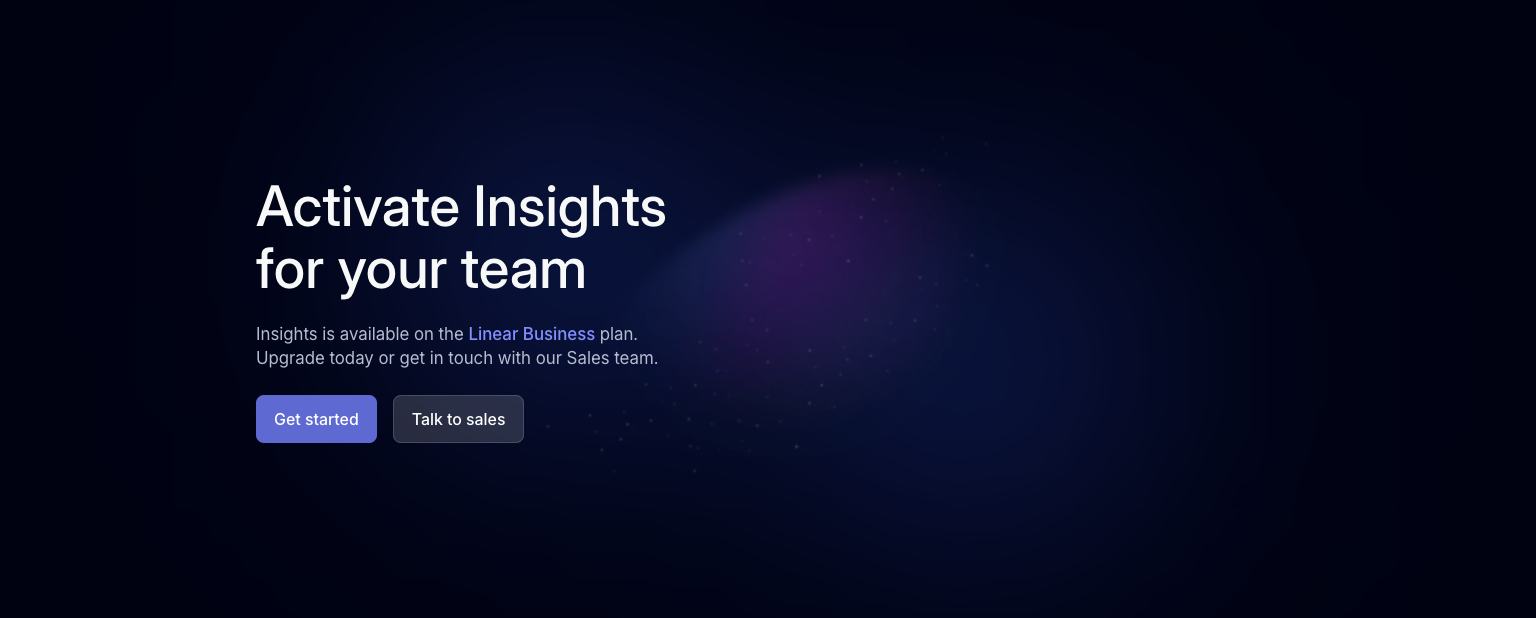 Activate Insights
for your team
Insights is available on the Linear Business plan.
Upgrade today or get in touch with our Sales team.
Get started
Talk to sales